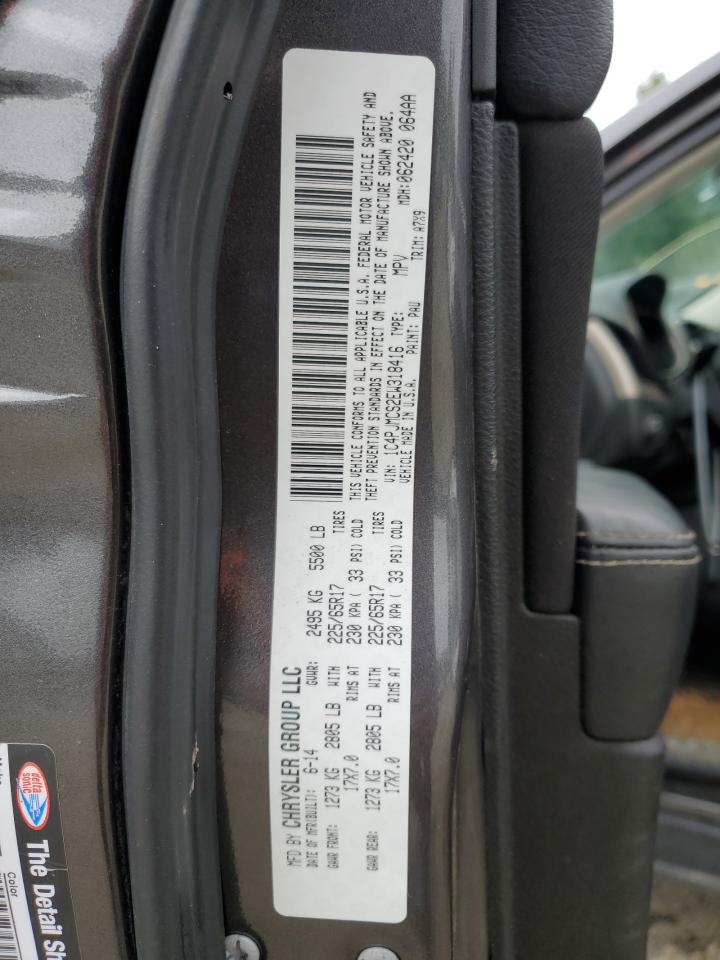 MFD BY CHRYSLER GROUP LLC
DATE OF MFR(BUILT): 6-14 GVWR: 2495 KG 5500 LB
GAWR FRONT: 1273 KG 2805 LB WITH 225/65R17 TIRES
17X7.0 RIMS AT 230 KPA ( 33 PSI) COLD
GAWR REAR: 1273 KG 2805 LB WITH 225/65R17 TIRES
17X7.0 RIMS AT 230 KPA ( 33 PSI) COLD
THIS VEHICLE CONFORMS TO ALL APPLICABLE U.S.A. FEDERAL MOTOR VEHICLE SAFETY AND
THEFT PREVENTION STANDARDS IN EFFECT ON THE DATE OF MANUFACTURE SHOWN ABOVE.
VIN: 1C4PJMCS2EW318416 TYPE: MPV MDH:062420 064AA
VEHICLE MADE IN U.S.A. PAINT: PAU TRIM: A7X9
delta sonic
The Detail Sh
Color